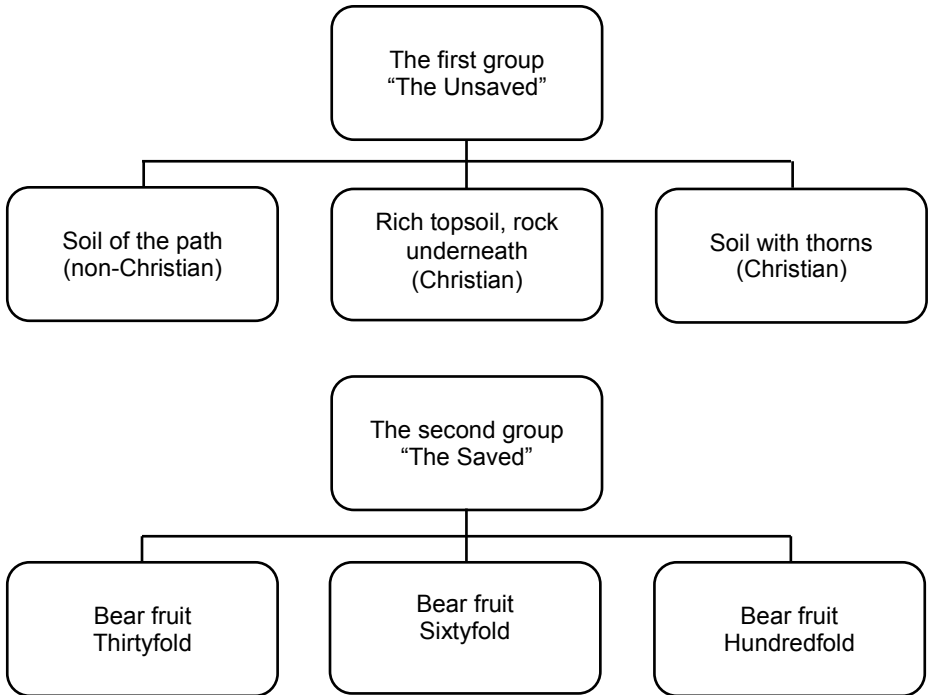 The first group
“The Unsaved”
Soil of the path
(non-Christian)
Rich topsoil, rock
underneath
(Christian)
Soil with thorns
(Christian)
The second group
“The Saved”
Bear fruit
Thirtyfold
Bear fruit
Sixtyfold
Bear fruit
Hundredfold